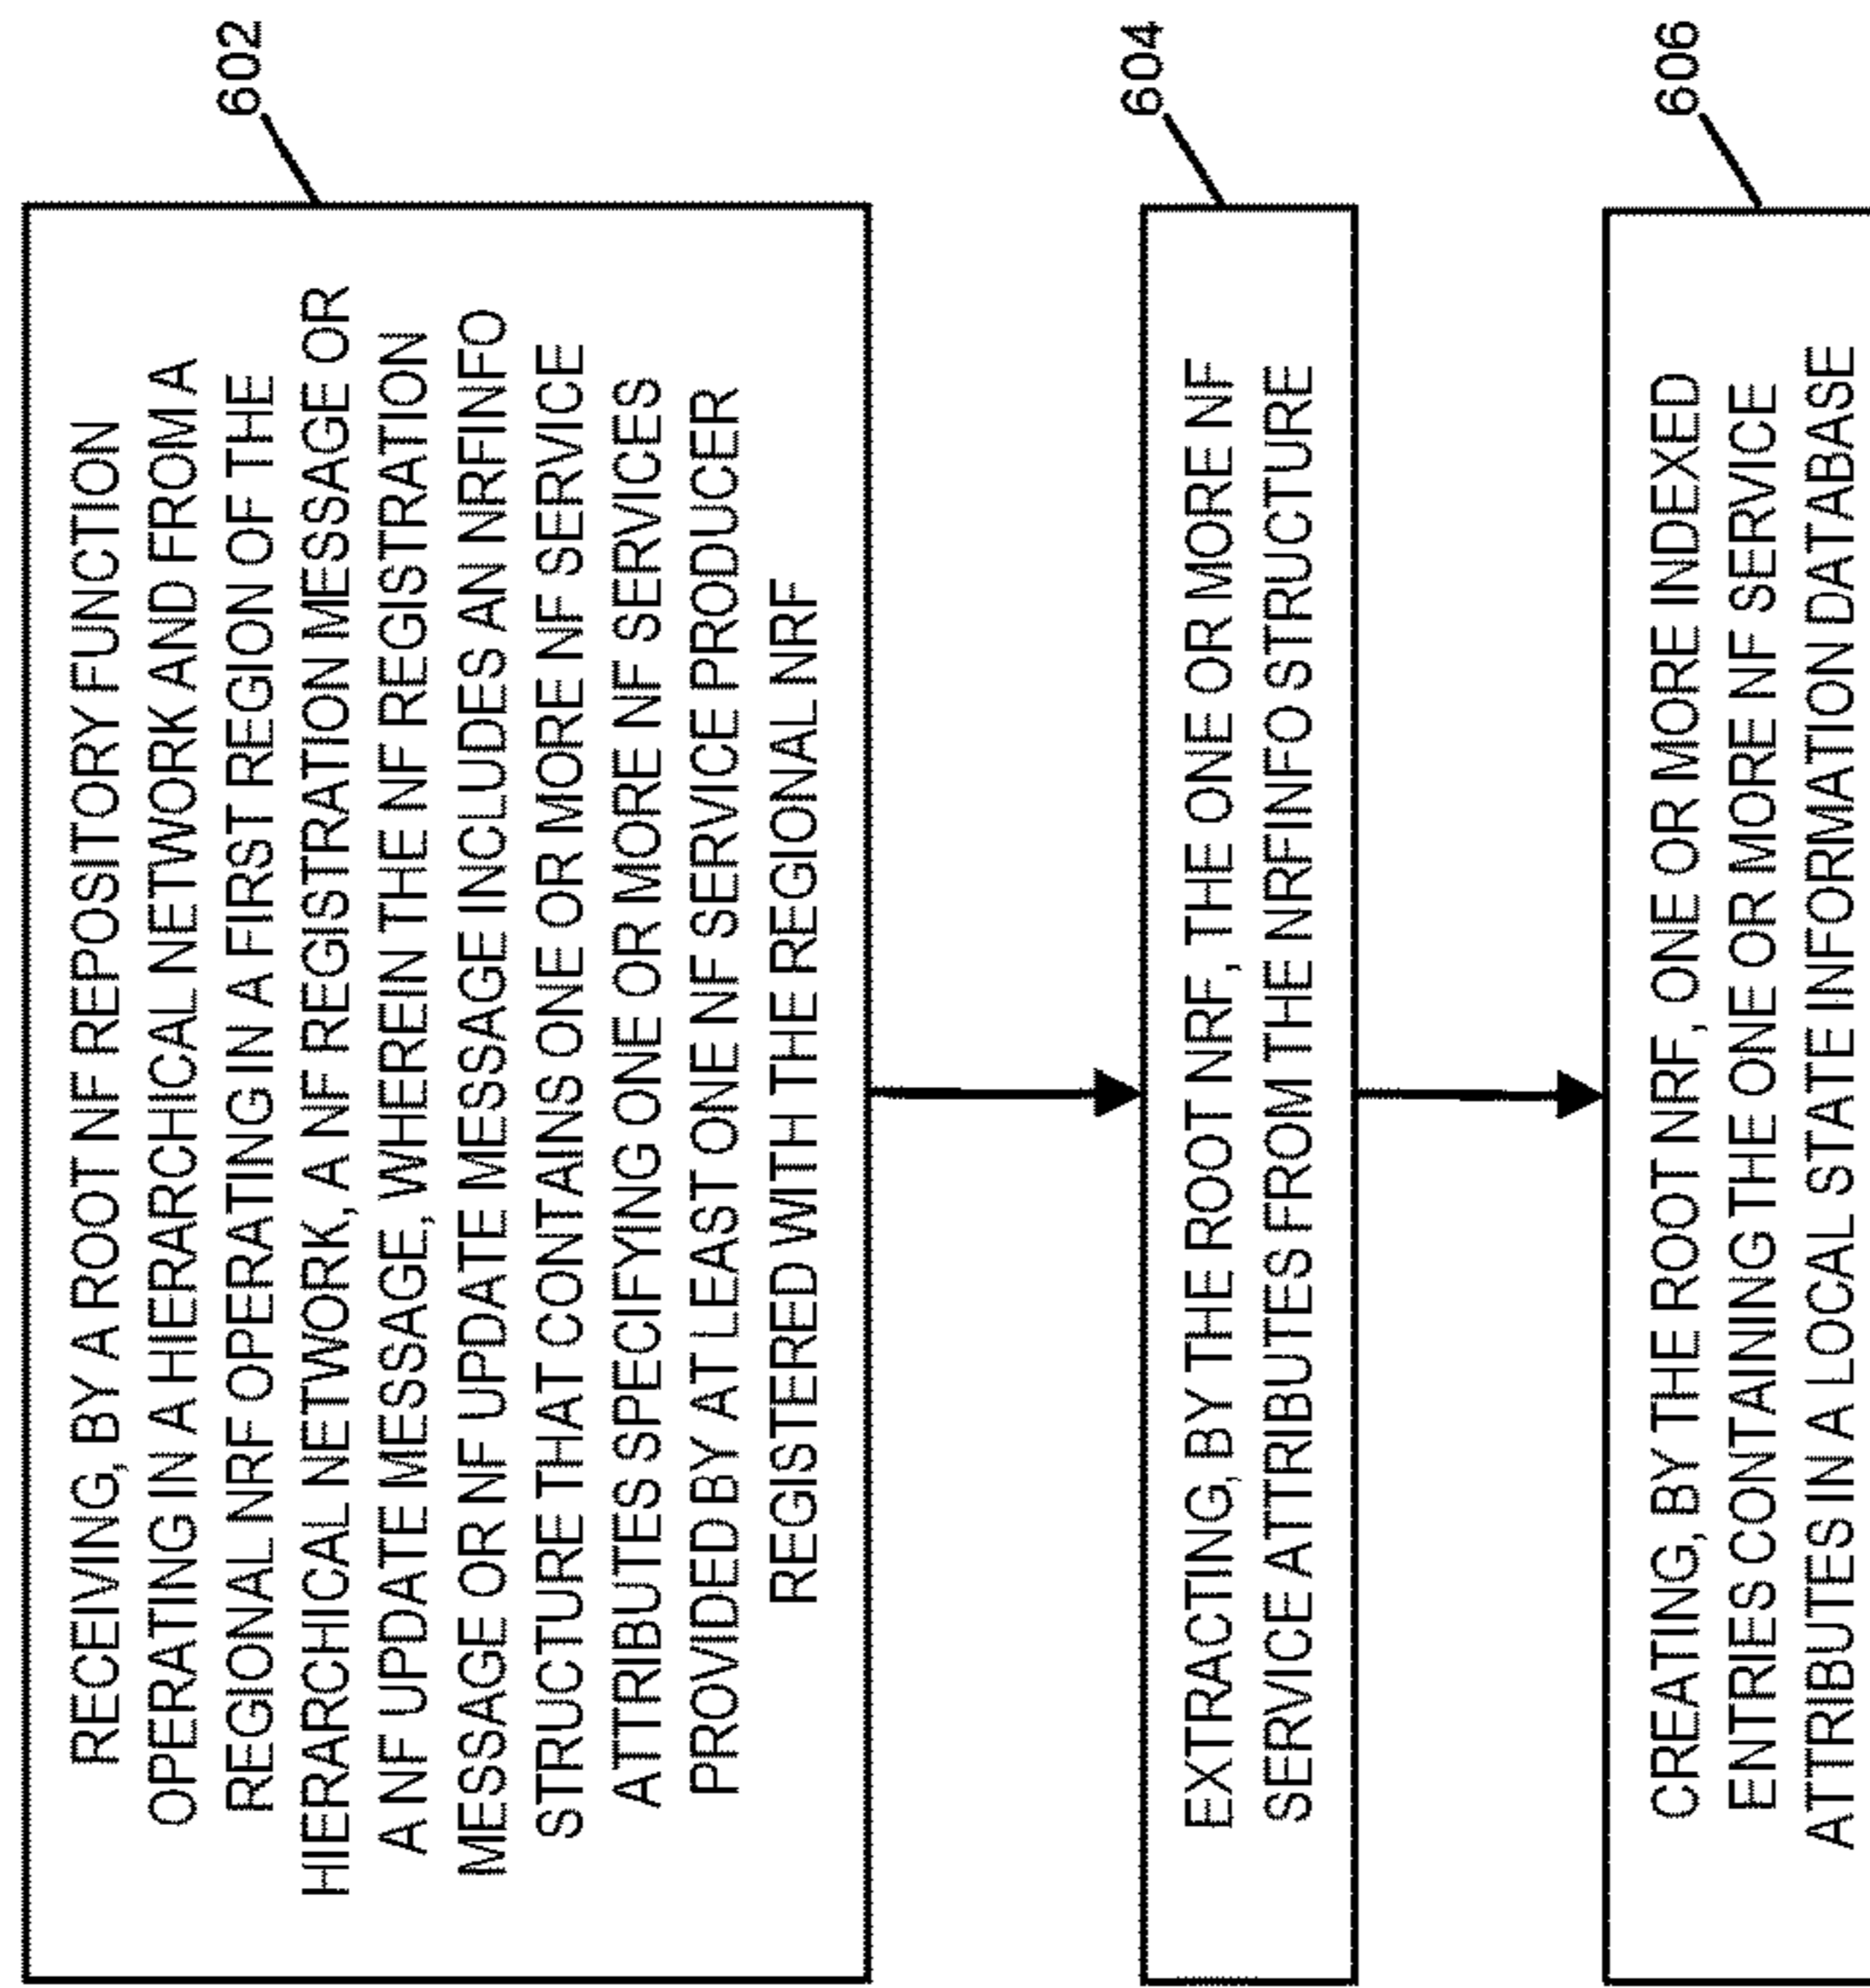 602
RECEIVING, BY A ROOT NF REPOSITORY FUNCTION
OPERATING IN A HIERARCHICAL NETWORK AND FROM A
REGIONAL NRF OPERATING IN A FIRST REGION OF THE
HIERARCHICAL NETWORK, A NF REGISTRATION MESSAGE OR
A NF UPDATE MESSAGE, WHEREIN THE NF REGISTRATION
MESSAGE OR NF UPDATE MESSAGE INCLUDES AN NRFINFO
STRUCTURE THAT CONTAINS ONE OR MORE NF SERVICE
ATTRIBUTES SPECIFYING ONE OR MORE NF SERVICES
PROVIDED BY AT LEAST ONE NF SERVICE PRODUCER
REGISTERED WITH THE REGIONAL NRF
604
EXTRACTING, BY THE ROOT NRF, THE ONE OR MORE NF
SERVICE ATTRIBUTES FROM THE NRFINFO STRUCTURE
606
CREATING, BY THE ROOT NRF, ONE OR MORE INDEXED
ENTRIES CONTAINING THE ONE OR MORE NF SERVICE
ATTRIBUTES IN A LOCAL STATE INFORMATION DATABASE